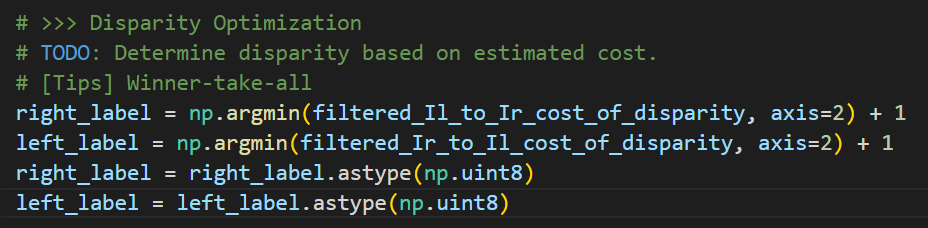 # >>> Disparity Optimization
# TODO: Determine disparity based on estimated cost.
# [Tips] Winner-take-all
right_label = np.argmin(filtered_Il_to_Ir_cost_of_disparity, axis=2) + 1
left_label = np.argmin(filtered_Ir_to_Il_cost_of_disparity, axis=2) + 1
right_label = right_label.astype(np.uint8)
left_label = left_label.astype(np.uint8)